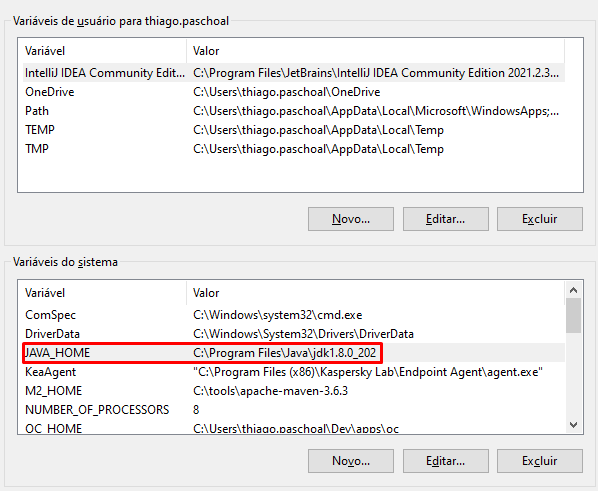 Variáveis de usuário para thiago.paschoal
Variável Valor
IntelliJ IDEA Community Edit... C:\Program Files\JetBrains\IntelliJ IDEA Community Edition 2021.2.3...
OneDrive C:\Users\thiago.paschoal\OneDrive
Path C:\Users\thiago.paschoal\AppData\Local\Microsoft\WindowsApps;...
TEMP C:\Users\thiago.paschoal\AppData\Local\Temp
TMP C:\Users\thiago.paschoal\AppData\Local\Temp
Novo... Editar... Excluir
Variáveis do sistema
Variável Valor
ComSpec C:\Windows\system32\cmd.exe
DriverData C:\Windows\System32\Drivers\DriverData
JAVA_HOME C:\Program Files\Java\jdk1.8.0_202
KeaAgent "C:\Program Files (x86)\Kaspersky Lab\Endpoint Agent\agent.exe"
M2_HOME C:\tools\apache-maven-3.6.3
NUMBER_OF_PROCESSORS 8
OC_HOME C:\Users\thiago.paschoal\Dev\apps\oc
Novo... Editar... Excluir